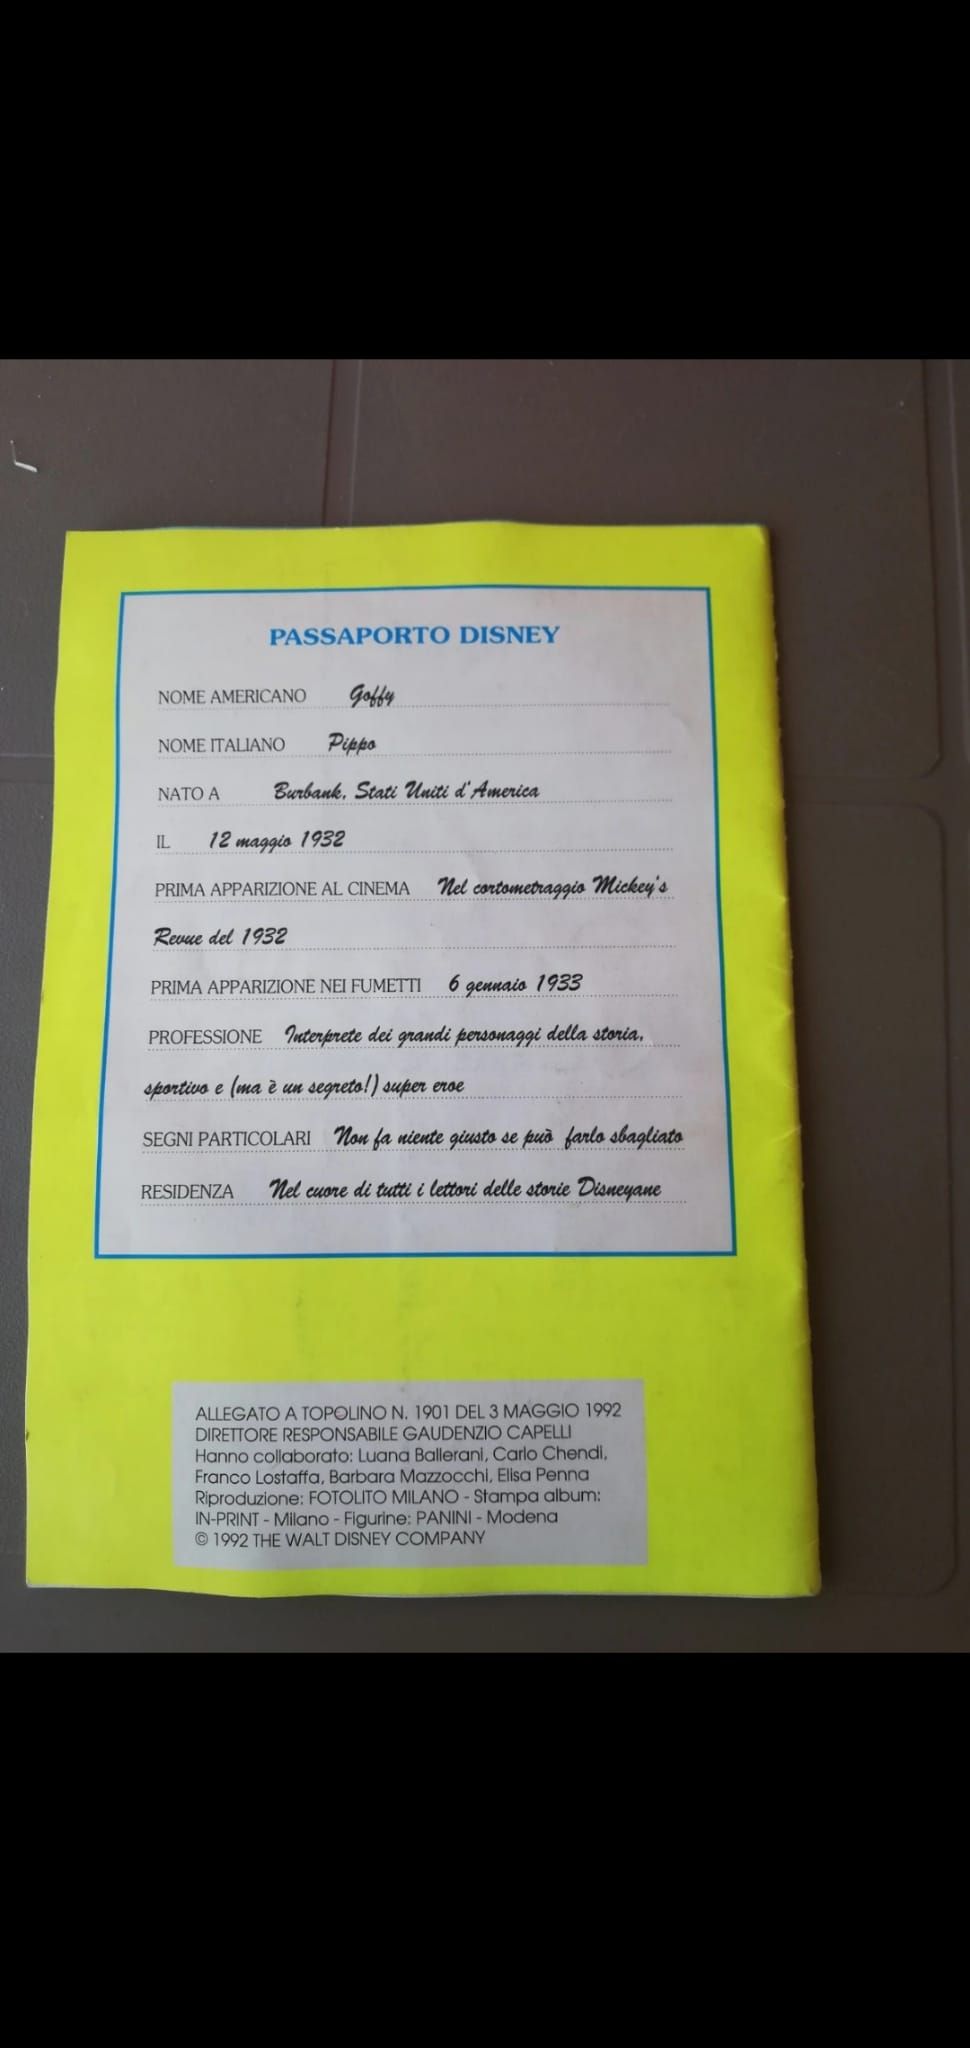 PASSAPORTO DISNEY
NOME AMERICANO Goffy
NOME ITALIANO Pippo
NATO A Burbank, Stati Uniti d'America
IL 12 maggio 1932
PRIMA APPARIZIONE AL CINEMA Nel cortometraggio Mickey's
Revue del 1932
PRIMA APPARIZIONE NEI FUMETTI 6 gennaio 1933
PROFESSIONE Interprete dei grandi personaggi della storia,
sportivo e (ma è un segreto!) super eroe
SEGNI PARTICOLARI Non fa niente giusto se può farlo sbagliato
RESIDENZA Nel cuore di tutti i lettori delle storie Disneyane
ALLEGATO A TOPOLINO N. 1901 DEL 3 MAGGIO 1992
DIRETTORE RESPONSABILE GAUDENZIO CAPELLI
Hanno collaborato: Luana Ballerani, Carlo Chendi,
Franco Lostaffa, Barbara Mazzocchi, Elisa Penna
Riproduzione: FOTOLITO MILANO - Stampa album:
IN-PRINT - Milano - Figurine: PANINI - Modena
© 1992 THE WALT DISNEY COMPANY